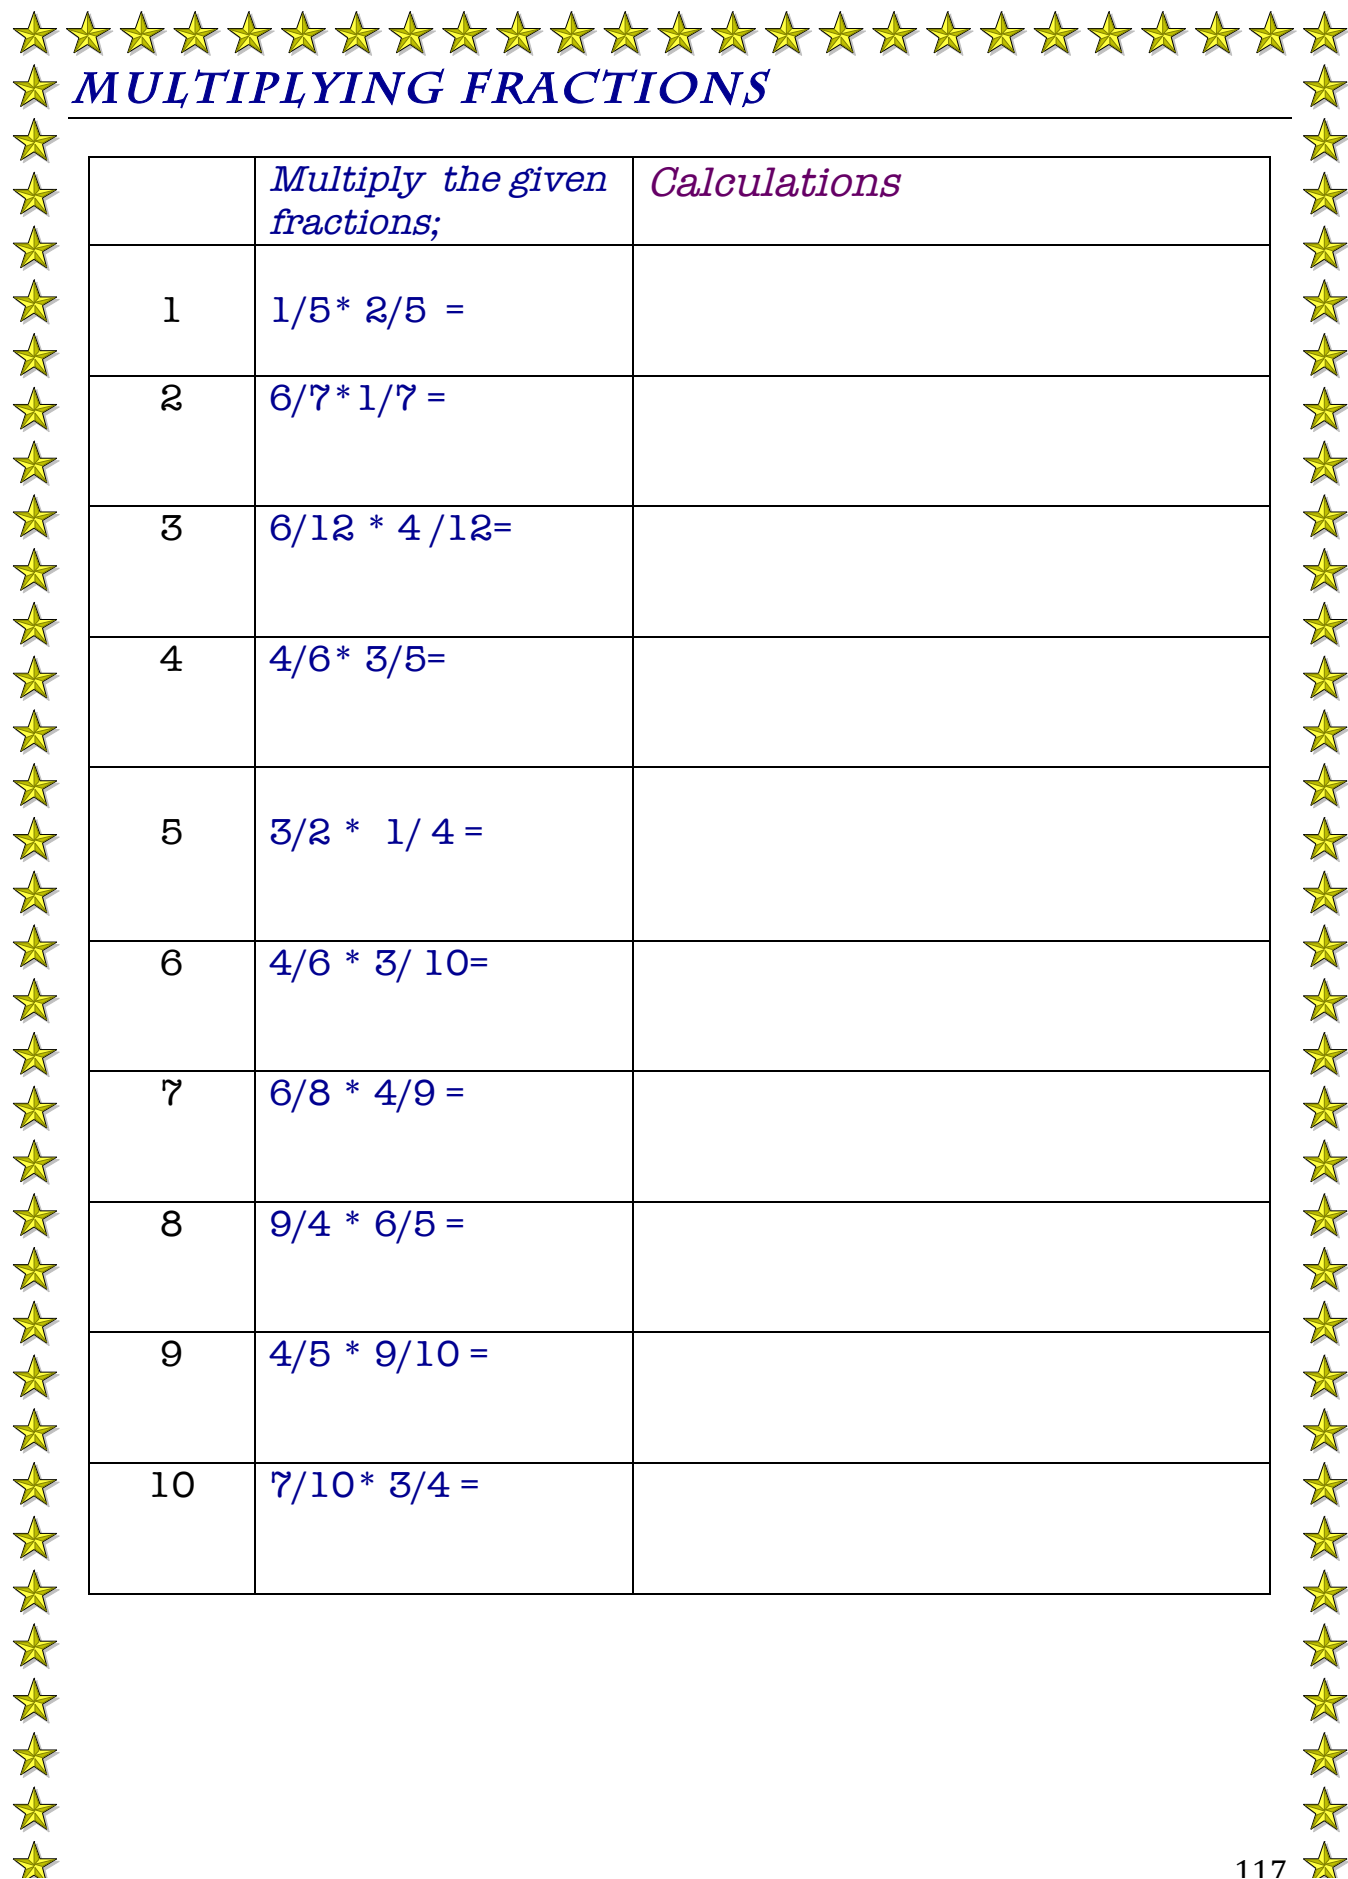 MULTIPLYING FRACTIONS
Multiply the given
fractions;
Calculations
1 1/5* 2/5 =
2 6/7*1/7 =
3 6/12 * 4 /12=
4 4/6* 3/5=
5 3/2 * 1/ 4 =
6 4/6 * 3/ 10=
7 6/8 * 4/9 =
8 9/4 * 6/5 =
9 4/5 * 9/10 =
10 7/10* 3/4 =
117